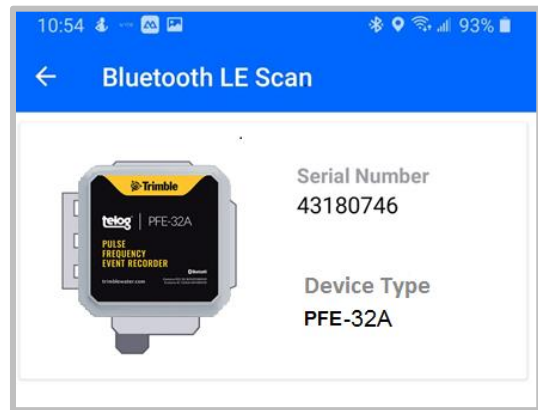 10:54 93%
Bluetooth LE Scan
Trimble
telog PFE-32A
PULSE
FREQUENCY
EVENT RECORDER
Bluetooth
trimblewater.com
Serial Number
43180746
Device Type
PFE-32A